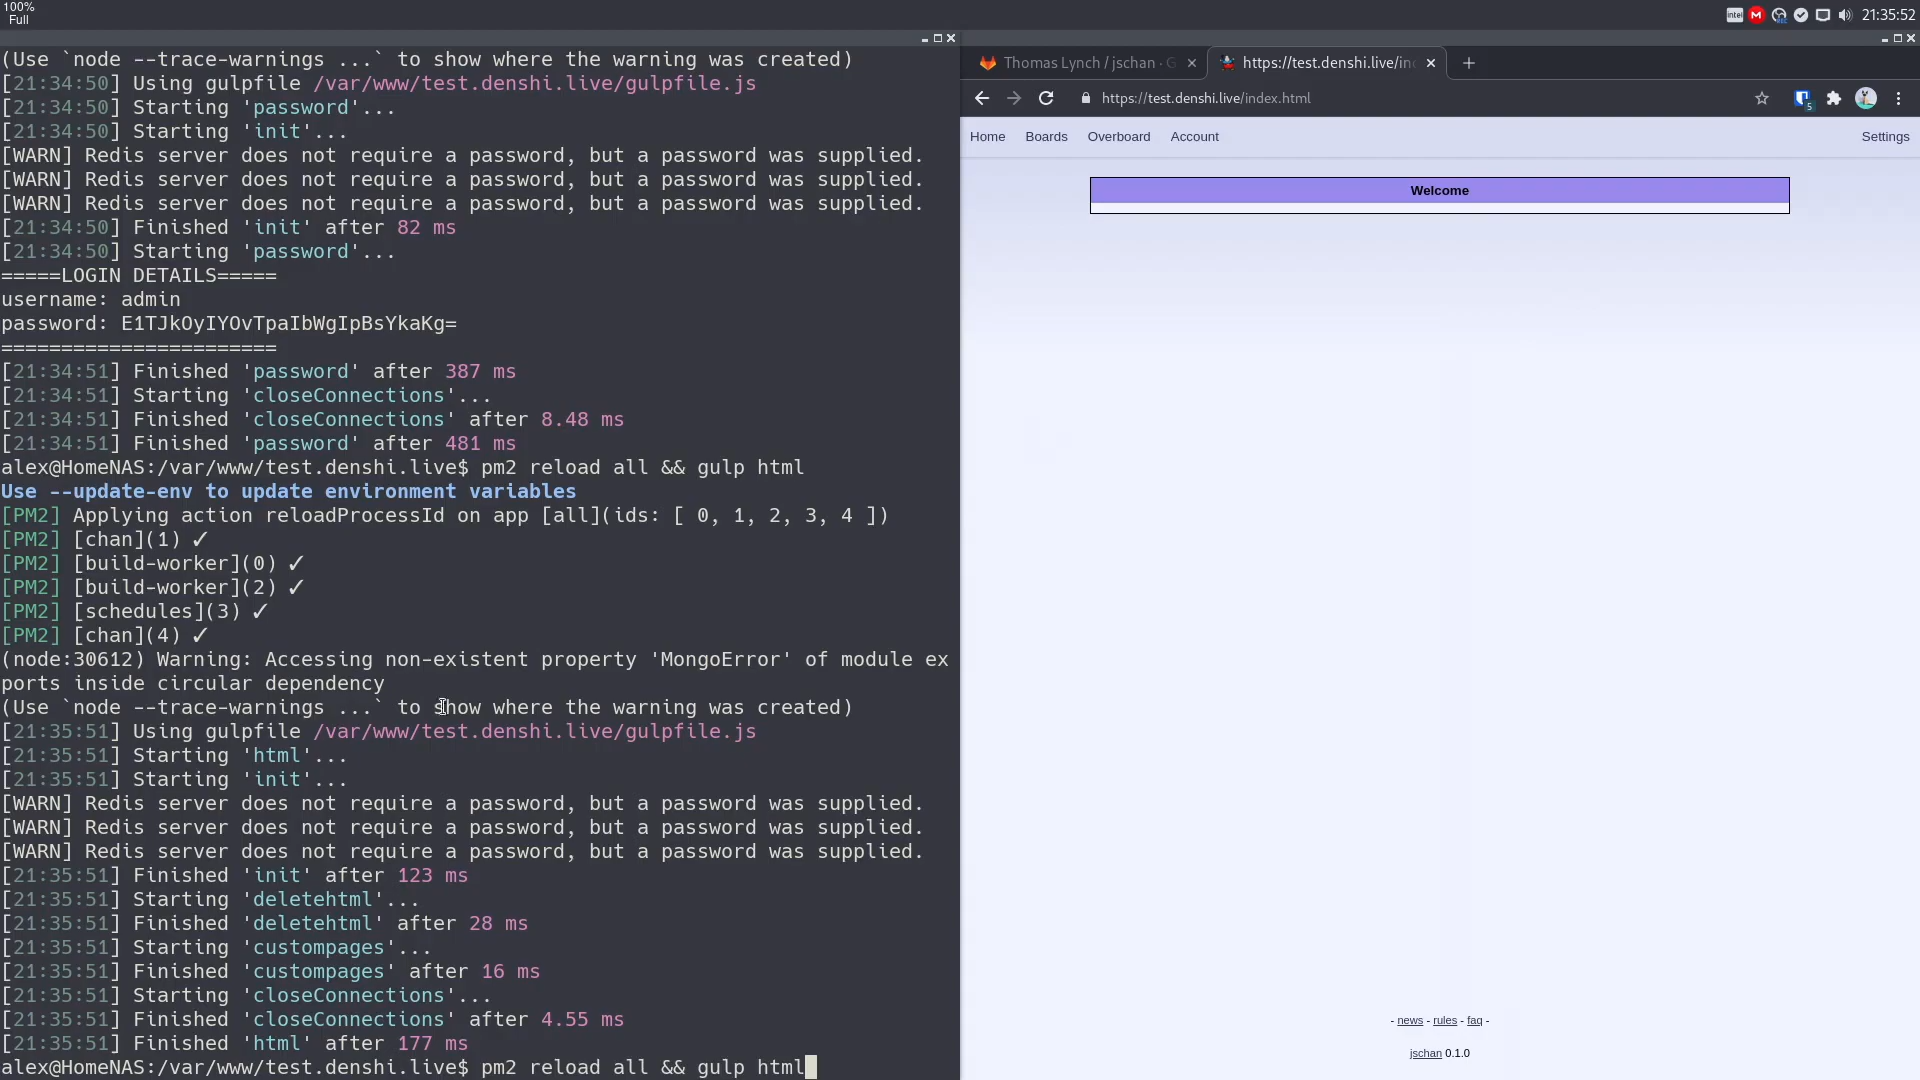 100%
Full
21:35:52
(Use `node --trace-warnings ...` to show where the warning was created)
[21:34:50] Using gulpfile /var/www/test.denshi.live/gulpfile.js
[21:34:50] Starting 'password'...
[21:34:50] Starting 'init'...
[WARN] Redis server does not require a password, but a password was supplied.
[WARN] Redis server does not require a password, but a password was supplied.
[WARN] Redis server does not require a password, but a password was supplied.
[21:34:50] Finished 'init' after 82 ms
[21:34:50] Starting 'password'...
=====LOGIN DETAILS=====
username: admin
password: E1TJkOyIYOvTpaIbWgIpBsYkaKg=
=======================
[21:34:51] Finished 'password' after 387 ms
[21:34:51] Starting 'closeConnections'...
[21:34:51] Finished 'closeConnections' after 8.48 ms
[21:34:51] Finished 'password' after 481 ms
alex@HomeNAS:/var/www/test.denshi.live$ pm2 reload all && gulp html
Use --update-env to update environment variables
[PM2] Applying action reloadProcessId on app [all](ids: [ 0, 1, 2, 3, 4 ])
[PM2] [chan](1) ✓
[PM2] [build-worker](0) ✓
[PM2] [build-worker](2) ✓
[PM2] [schedules](3) ✓
[PM2] [chan](4) ✓
(node:30612) Warning: Accessing non-existent property 'MongoError' of module ex
ports inside circular dependency
(Use `node --trace-warnings ...` to show where the warning was created)
[21:35:51] Using gulpfile /var/www/test.denshi.live/gulpfile.js
[21:35:51] Starting 'html'...
[21:35:51] Starting 'init'...
[WARN] Redis server does not require a password, but a password was supplied.
[WARN] Redis server does not require a password, but a password was supplied.
[WARN] Redis server does not require a password, but a password was supplied.
[21:35:51] Finished 'init' after 123 ms
[21:35:51] Starting 'deletehtml'...
[21:35:51] Finished 'deletehtml' after 28 ms
[21:35:51] Starting 'custompages'...
[21:35:51] Finished 'custompages' after 16 ms
[21:35:51] Starting 'closeConnections'...
[21:35:51] Finished 'closeConnections' after 4.55 ms
[21:35:51] Finished 'html' after 177 ms
alex@HomeNAS:/var/www/test.denshi.live$ pm2 reload all && gulp html
Thomas Lynch / jschan · G
https://test.denshi.live/in
https://test.denshi.live/index.html
5
Home Boards Overboard Account Settings
Welcome
- news - rules - faq -
jschan 0.1.0